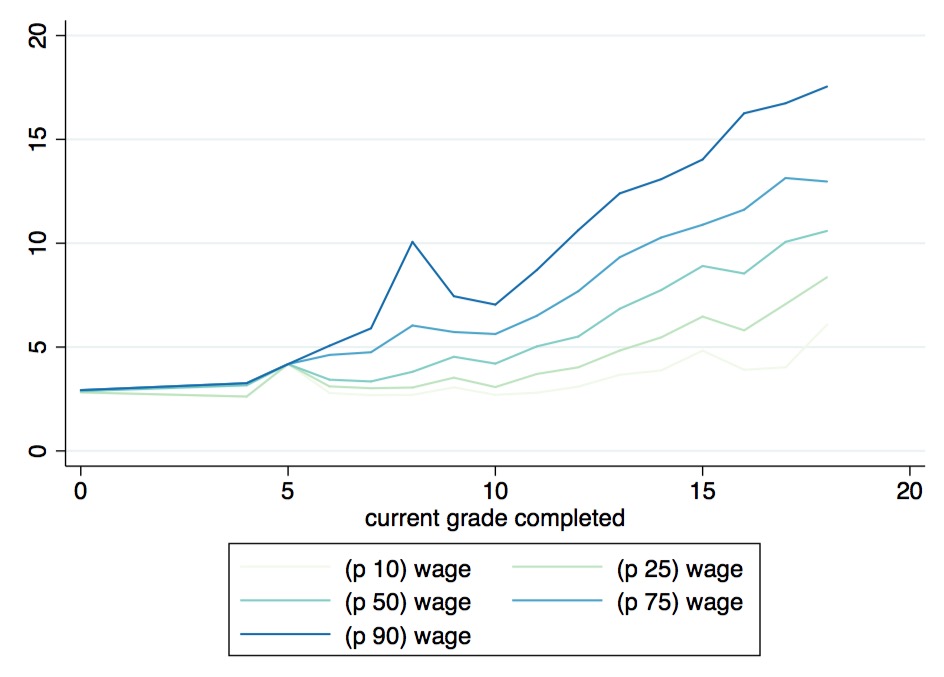 20
15
10
5
0
0 5 10 15 20
current grade completed
(p 10) wage (p 25) wage
(p 50) wage (p 75) wage
(p 90) wage